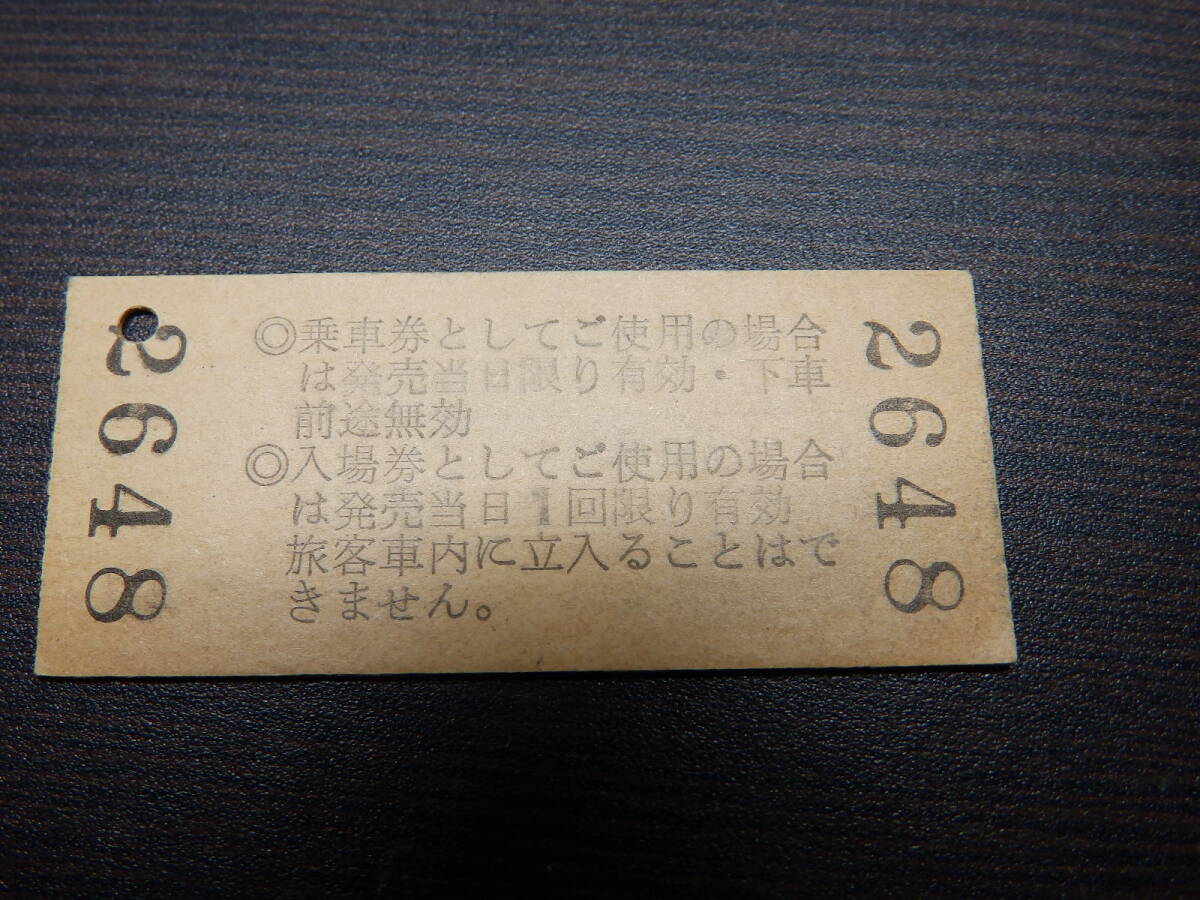 2648
◎乗車券としてご使用の場合
は発売当日限り有効・下車
前途無効
◎入場券としてご使用の場合
は発売当日1回限り有効
旅客車内に立入ることはで
きません。
2648